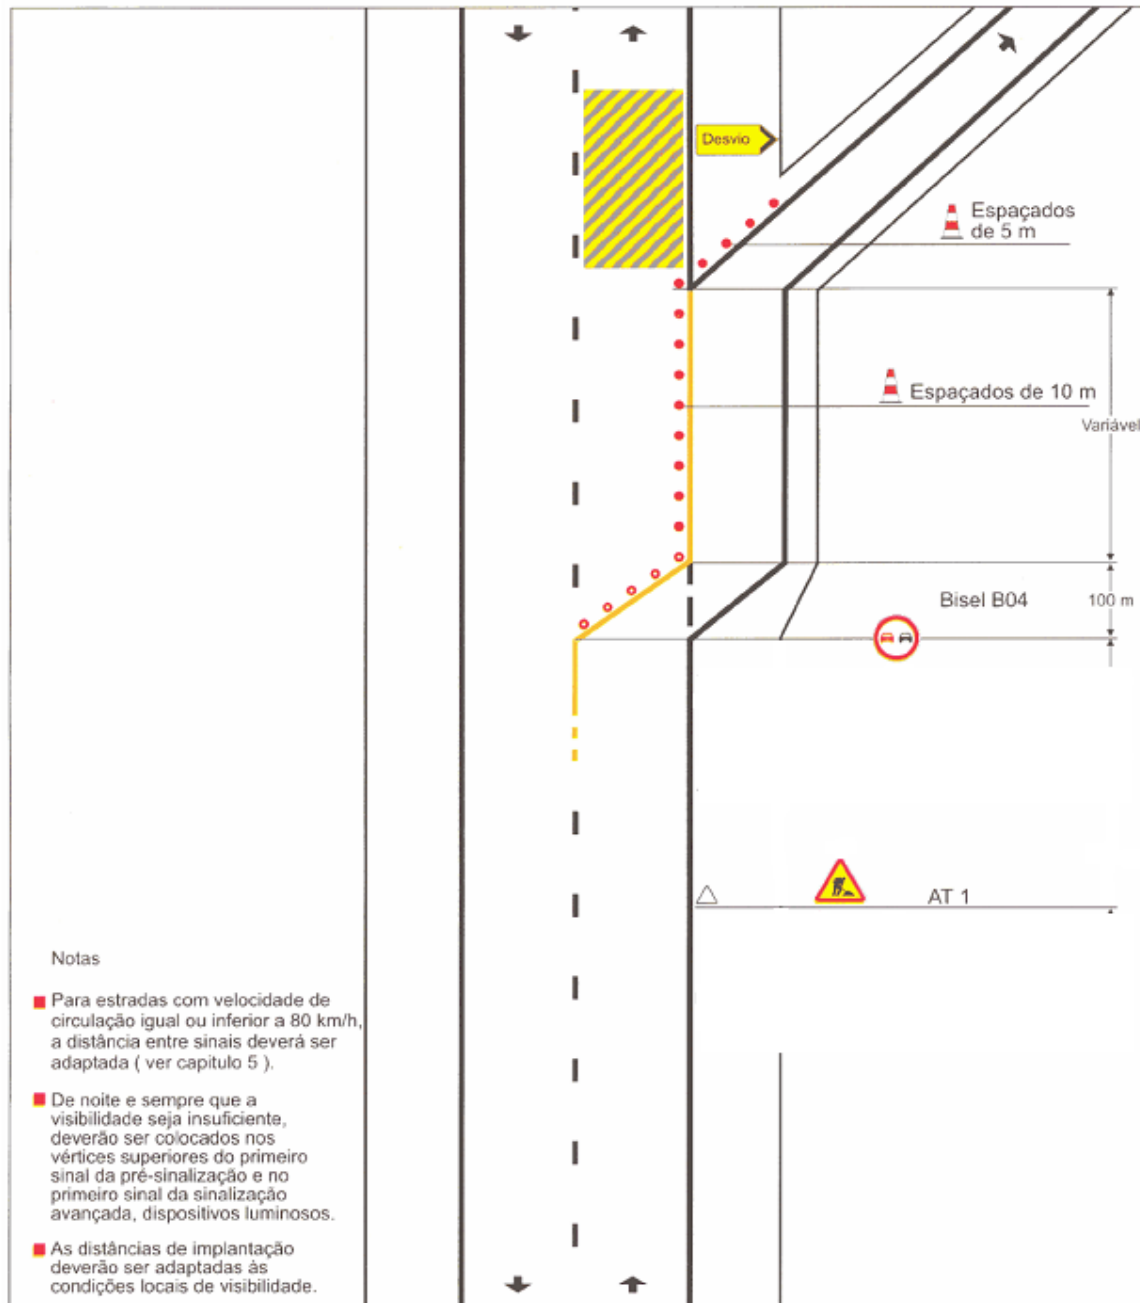 Desvio
Espaçados
de 5 m
Espaçados de 10 m
Variável
Bisel B04
100 m
AT 1
Notas
Para estradas com velocidade de
circulação igual ou inferior a 80 km/h,
a distância entre sinais deverá ser
adaptada ( ver capitulo 5 ).
De noite e sempre que a
visibilidade seja insuficiente,
deverão ser colocados nos
vértices superiores do primeiro
sinal da pré-sinalização e no
primeiro sinal da sinalização
avançada, dispositivos luminosos.
As distâncias de implantação
deverão ser adaptadas às
condições locais de visibilidade.